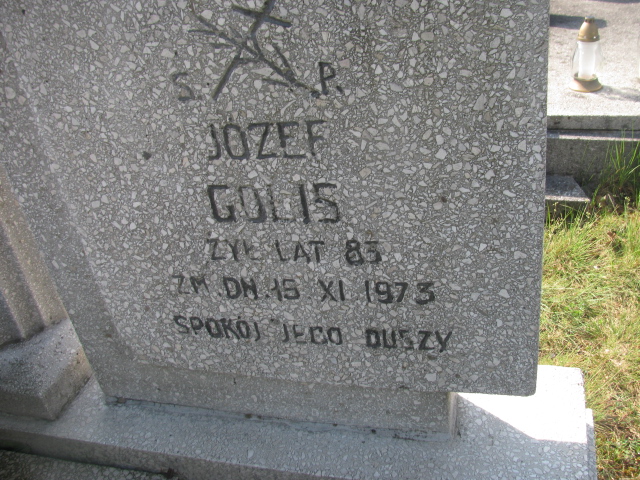 Ś. P.
JÓZEF
GOLIS
ŻYŁ LAT 83
ZM. DN. 15 XI 1973
SPOKÓJ JEGO DUSZY